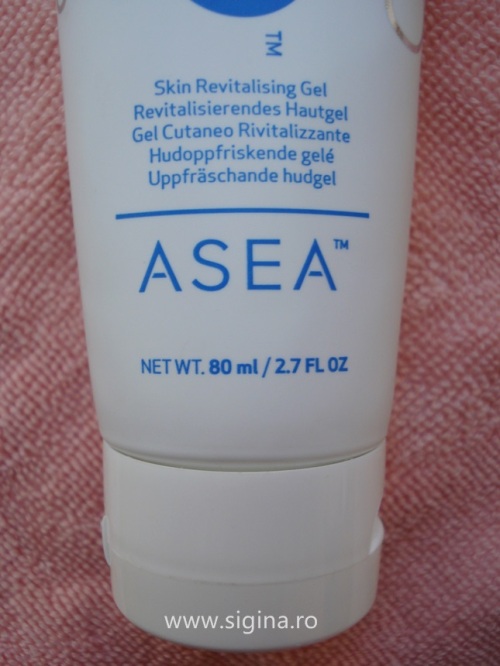 TM
Skin Revitalising Gel
Revitalisierendes Hautgel
Gel Cutaneo Rivitalizzante
Hudoppfriskende gelé
Uppfräschande hudgel
ASEA™
NET WT. 80 ml / 2.7 FL OZ
www.sigina.ro